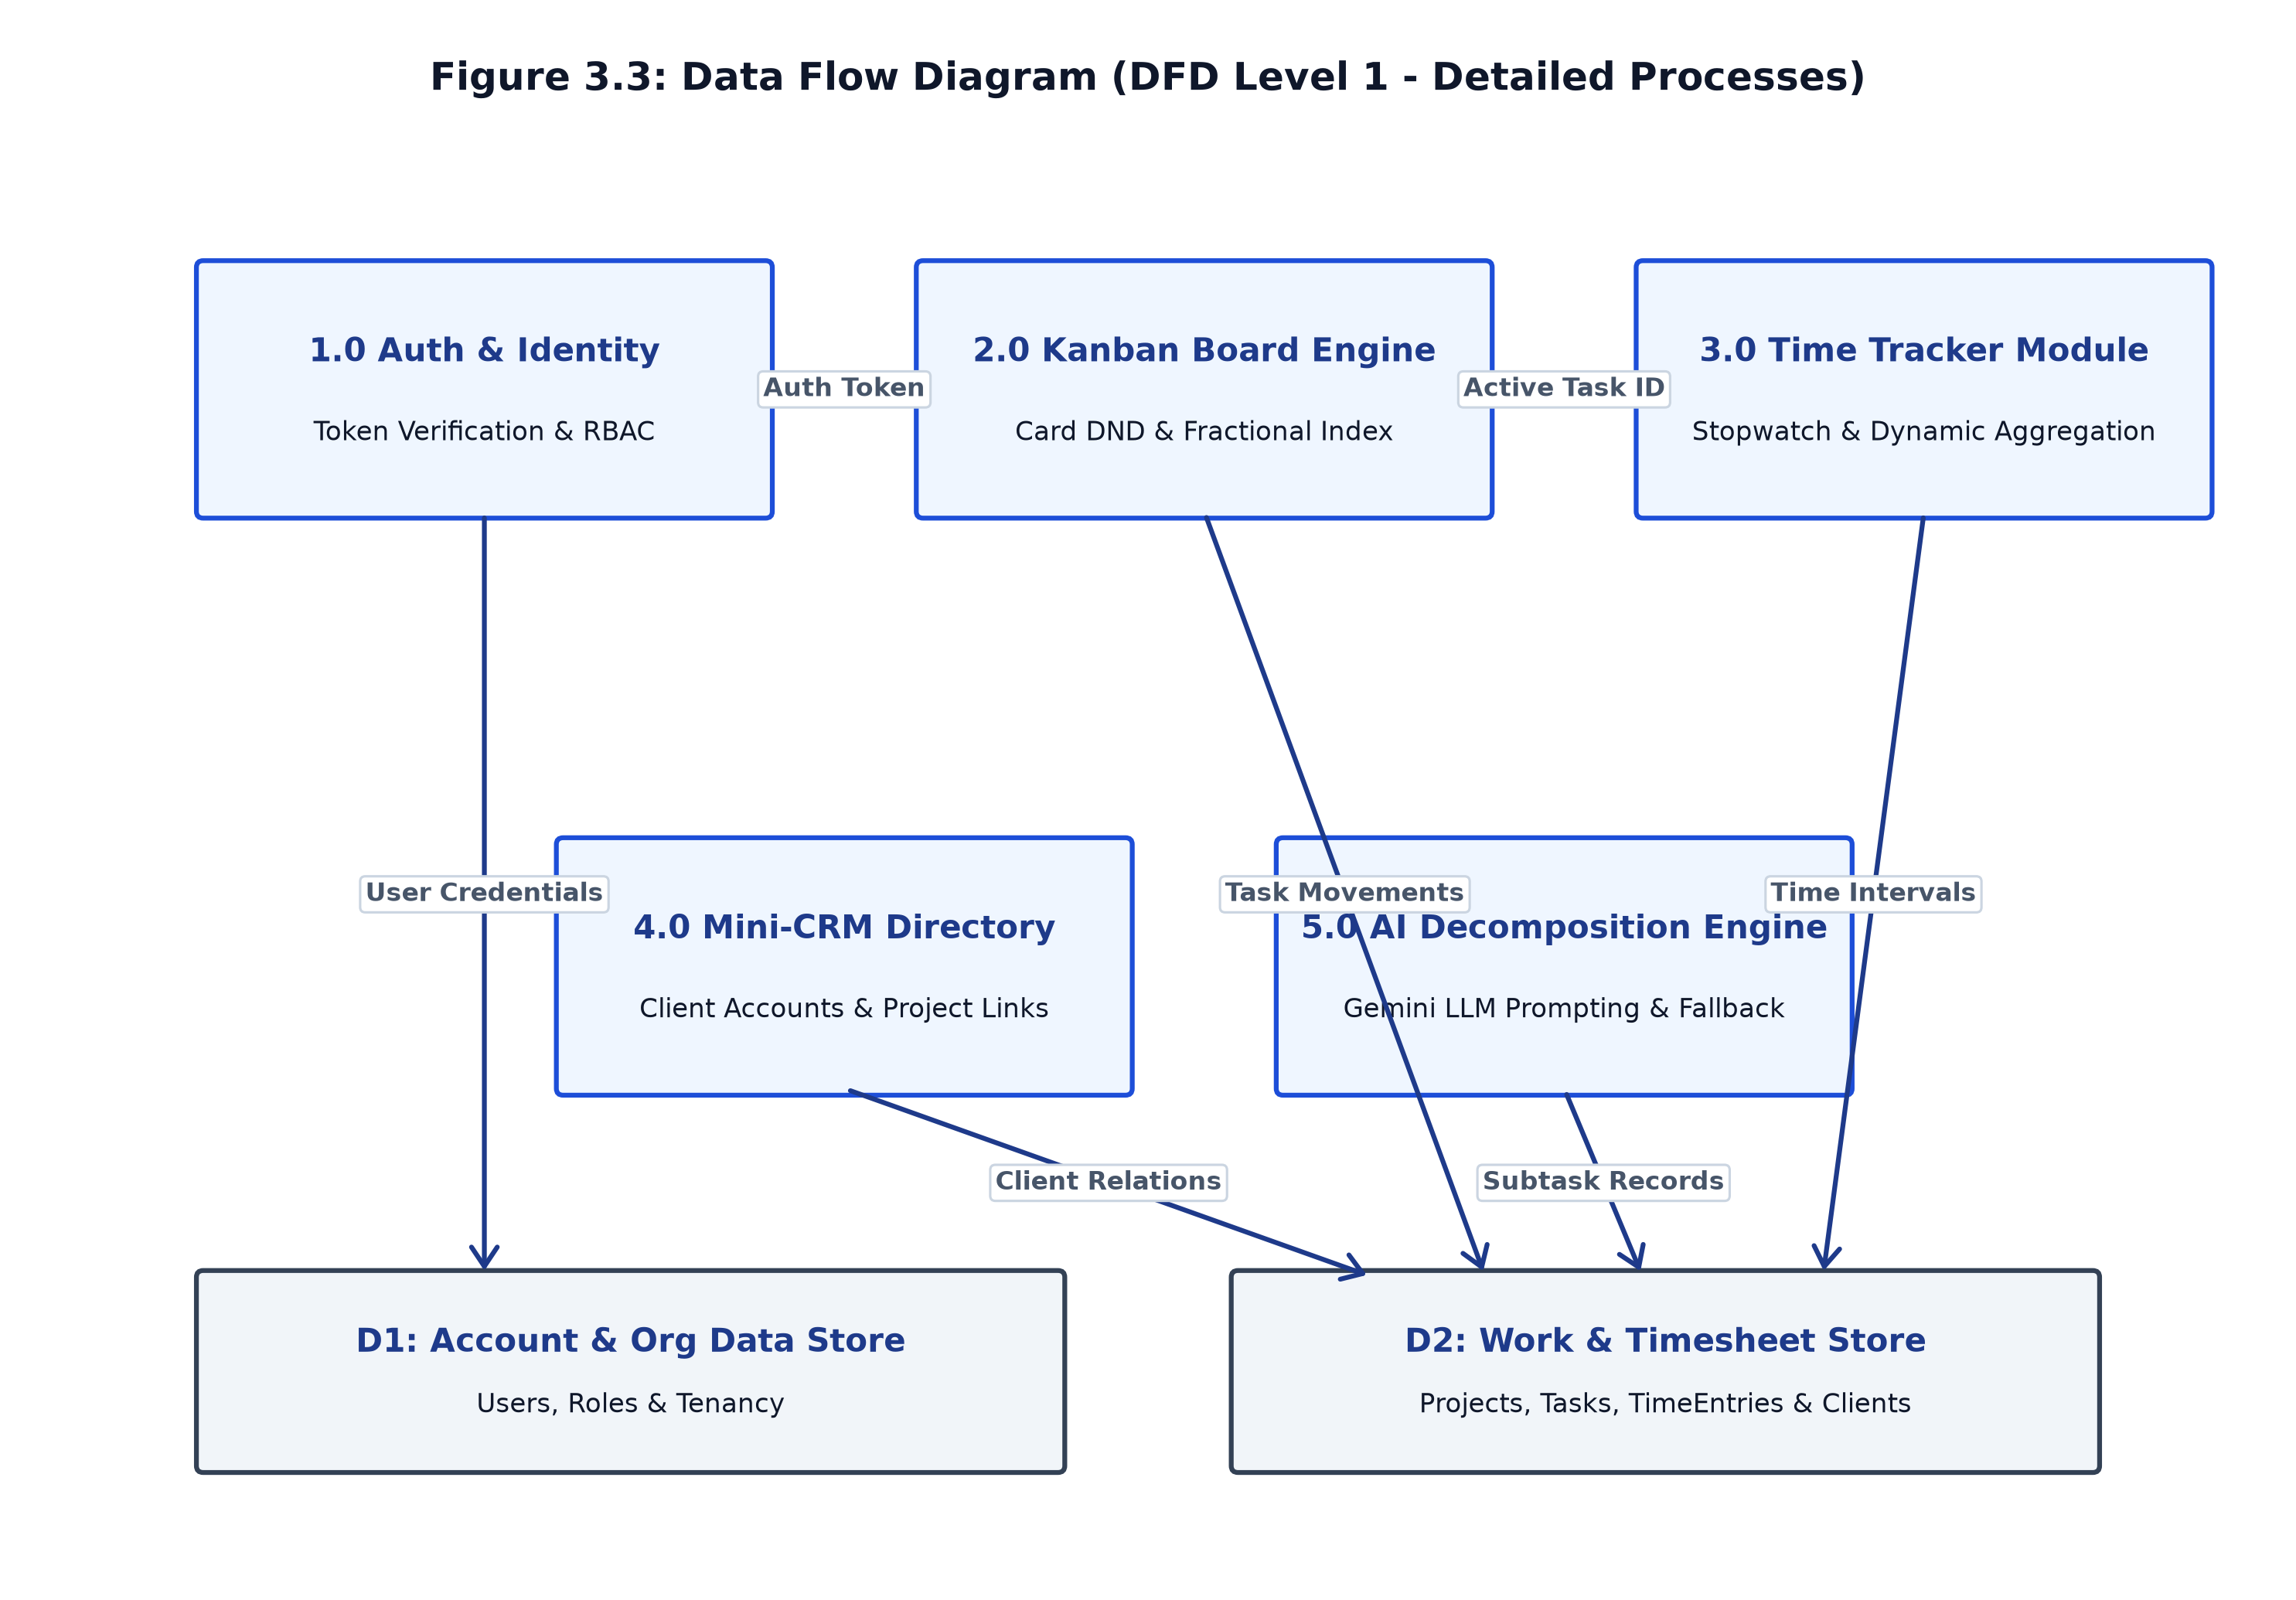 Figure 3.3: Data Flow Diagram (DFD Level 1 - Detailed Processes)
1.0 Auth & Identity
Token Verification & RBAC
Auth Token
2.0 Kanban Board Engine
Card DND & Fractional Index
Active Task ID
3.0 Time Tracker Module
Stopwatch & Dynamic Aggregation
User Credentials
4.0 Mini-CRM Directory
Client Accounts & Project Links
Task Movements
5.0 AI Decomposition Engine
Gemini LLM Prompting & Fallback
Time Intervals
Client Relations
Subtask Records
D1: Account & Org Data Store
Users, Roles & Tenancy
D2: Work & Timesheet Store
Projects, Tasks, TimeEntries & Clients